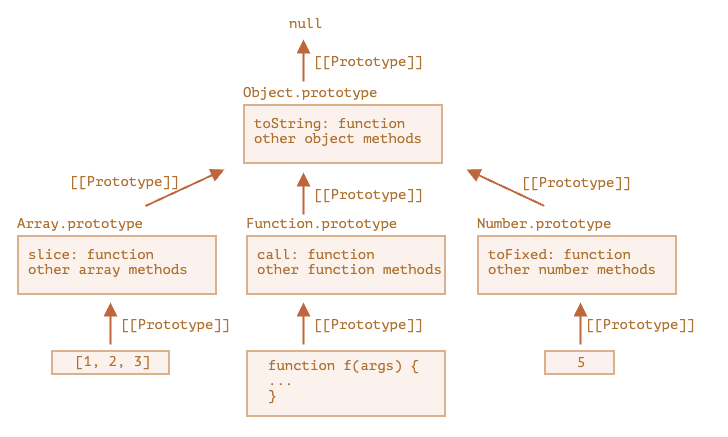 null
[[Prototype]]
Object.prototype
toString: function
other object methods
[[Prototype]]
[[Prototype]]
[[Prototype]]
Array.prototype
slice: function
other array methods
Function.prototype
call: function
other function methods
Number.prototype
toFixed: function
other number methods
[[Prototype]]
[[Prototype]]
[[Prototype]]
[1, 2, 3]
function f(args) {
...
}
5